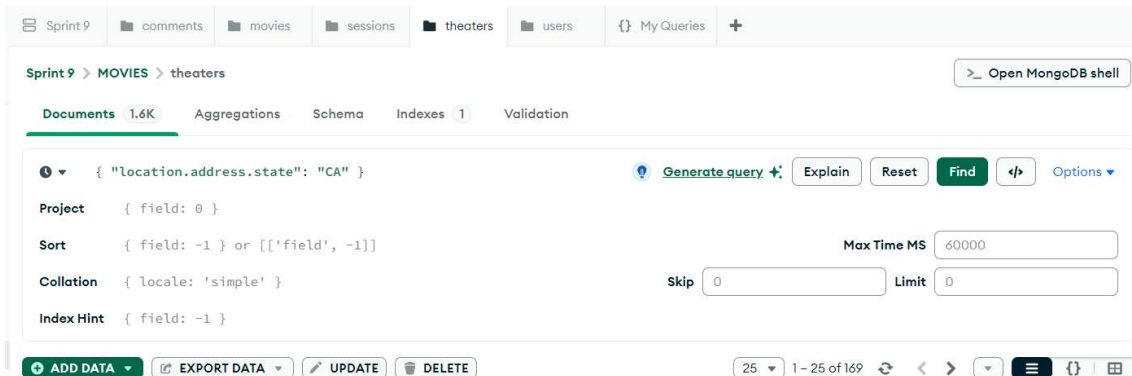 Sprint 9 comments movies sessions theaters users {} My Queries +
Sprint 9 > MOVIES > theaters >_ Open MongoDB shell
Documents 1.6K Aggregations Schema Indexes 1 Validation
{ "location.address.state": "CA" } Generate query Explain Reset Find </> Options
Project { field: 0 }
Sort { field: -1 } or [['field', -1]] Max Time MS 60000
Collation { locale: 'simple' } Skip 0 Limit 0
Index Hint { field: -1 }
ADD DATA EXPORT DATA UPDATE DELETE 25 1 – 25 of 169 < > {}